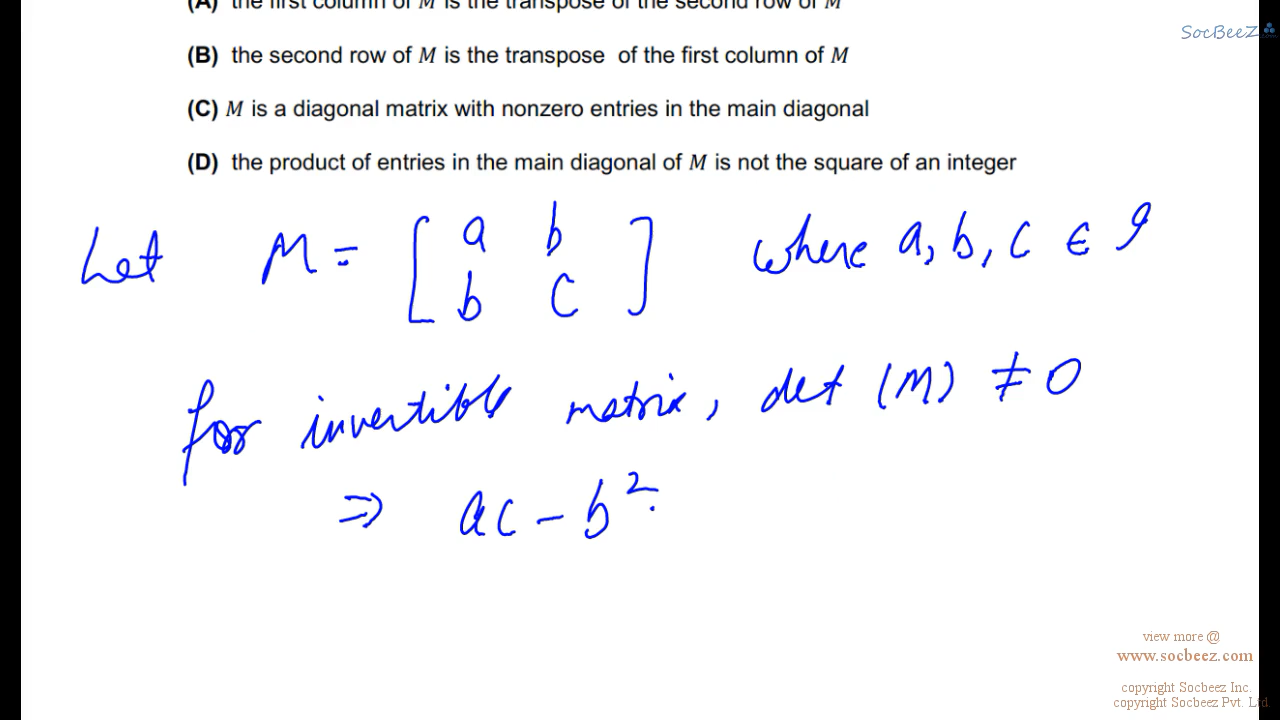 (A) the first column of M is the transpose of the second row of M
SocBeeZ
(B) the second row of M is the transpose of the first column of M
(C) M is a diagonal matrix with nonzero entries in the main diagonal
(D) the product of entries in the main diagonal of M is not the square of an integer
Let M = [ a b where a, b, c ∈ I
b c ]
for invertible matrix, det (M) ≠ 0
⇒ ac - b²
view more @
www.socbeez.com
copyright Socbeez Inc.
copyright Socbeez Pvt. Ltd